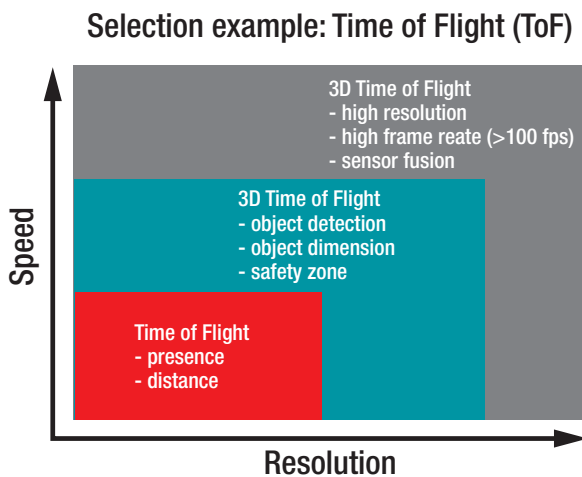 Selection example: Time of Flight (ToF)
3D Time of Flight
- high resolution
- high frame reate (>100 fps)
- sensor fusion
3D Time of Flight
- object detection
- object dimension
- safety zone
Time of Flight
- presence
- distance
Speed
Resolution